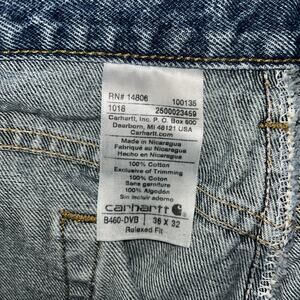 RN# 14806 100135
1018 2500023459
Carhartt, Inc. P.O. Box 600
Dearborn, MI 48121 USA
Carhartt.com
Made in Nicaragua
Fabriqué au Nicaragua
Hecho en Nicaragua
100% Cotton
Exclusive of Trimming
100% Coton
Sans garniture
100% Algodón
Sin incluir adorno
carhartt
B460-DVB 38 X 32
Relaxed Fit